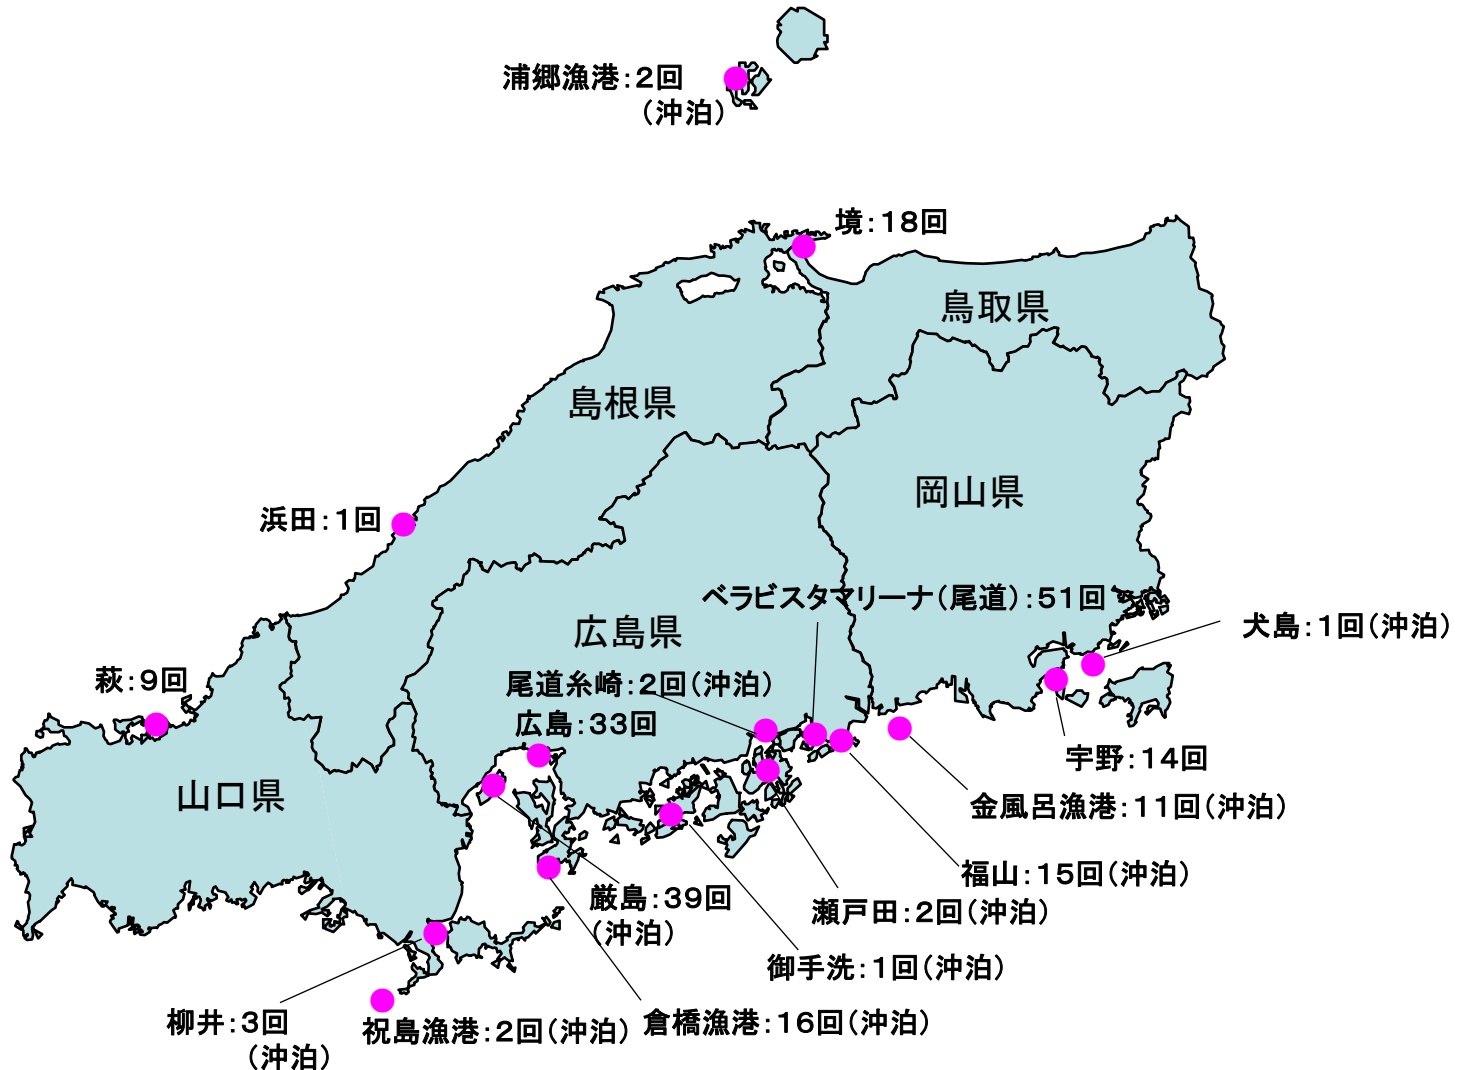 浦郷漁港：２回
（沖泊）
境：１８回
鳥取県
島根県
岡山県
浜田：１回
ベラビスタマリーナ（尾道）：５１回
広島県
犬島：１回（沖泊）
萩：９回
尾道糸崎：２回（沖泊）
広島：３３回
宇野：１４回
山口県
金風呂漁港：１１回（沖泊）
福山：１５回（沖泊）
厳島：３９回
（沖泊）
瀬戸田：２回（沖泊）
御手洗：１回（沖泊）
柳井：３回
（沖泊）
祝島漁港：２回（沖泊）
倉橋漁港：１６回（沖泊）